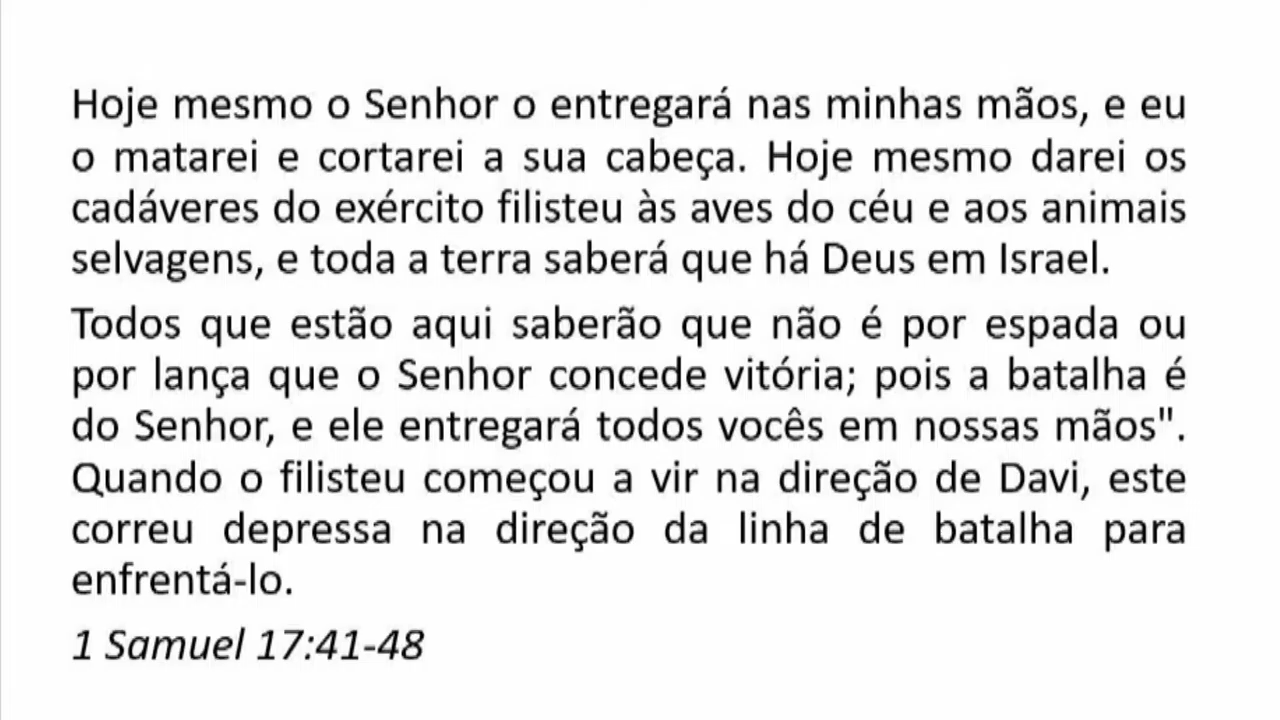 Hoje mesmo o Senhor o entregará nas minhas mãos, e eu
o matarei e cortarei a sua cabeça. Hoje mesmo darei os
cadáveres do exército filisteu às aves do céu e aos animais
selvagens, e toda a terra saberá que há Deus em Israel.
Todos que estão aqui saberão que não é por espada ou
por lança que o Senhor concede vitória; pois a batalha é
do Senhor, e ele entregará todos vocês em nossas mãos".
Quando o filisteu começou a vir na direção de Davi, este
correu depressa na direção da linha de batalha para
enfrentá-lo.
1 Samuel 17:41-48